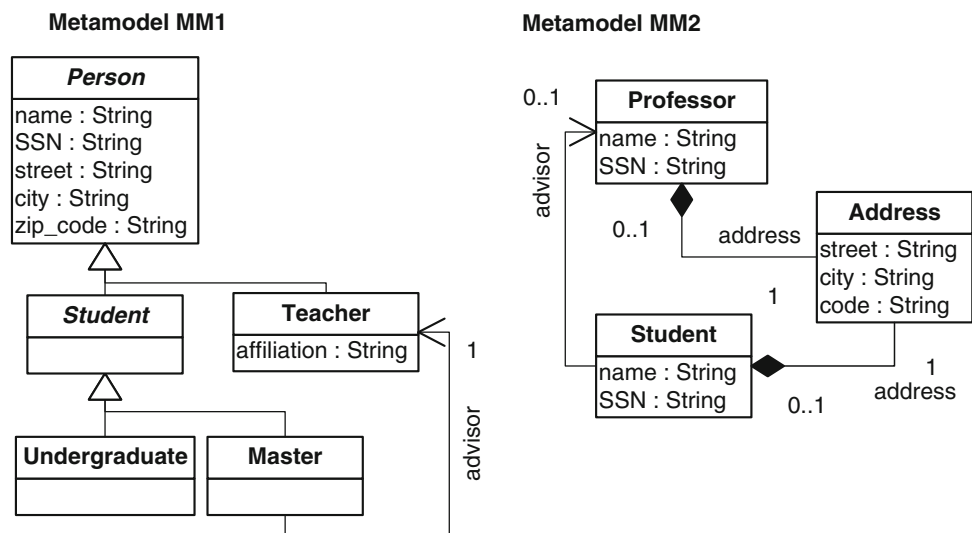 Metamodel MM1
Person
name : String
SSN : String
street : String
city : String
zip_code : String
Student
Teacher
affiliation : String
1
advisor
Undergraduate
Master
Metamodel MM2
0..1
Professor
name : String
SSN : String
advisor
0..1
address
Address
street : String
city : String
code : String
1
Student
name : String
SSN : String
0..1
1
address